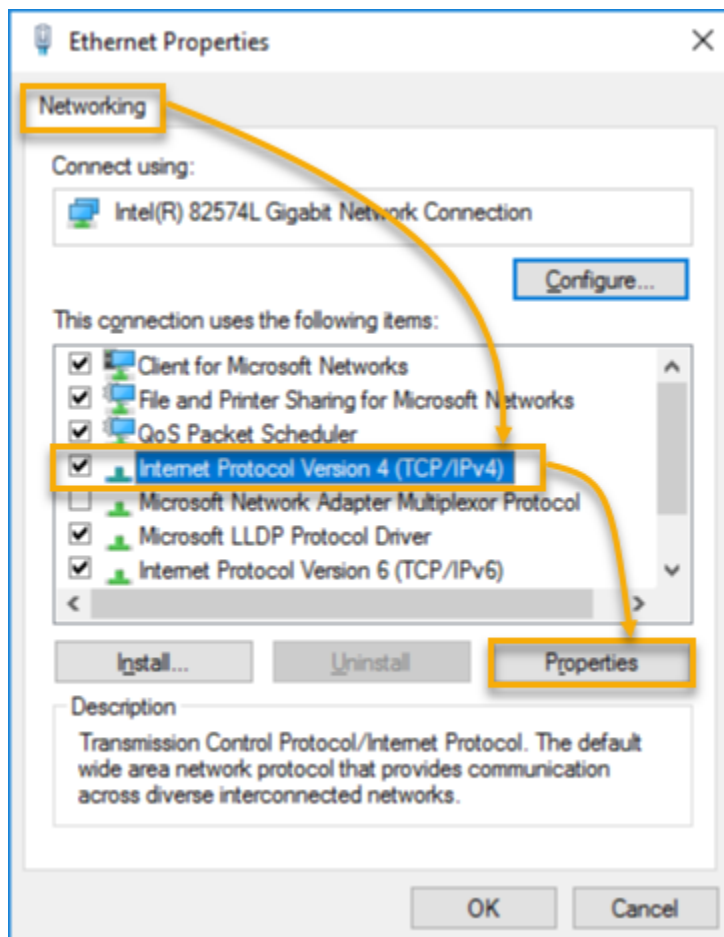 Ethernet Properties
Networking
Connect using:
Intel(R) 82574L Gigabit Network Connection
Configure...
This connection uses the following items:
Client for Microsoft Networks
File and Printer Sharing for Microsoft Networks
QoS Packet Scheduler
Internet Protocol Version 4 (TCP/IPv4)
Microsoft Network Adapter Multiplexor Protocol
Microsoft LLDP Protocol Driver
Internet Protocol Version 6 (TCP/IPv6)
Install... Uninstall Properties
Description
Transmission Control Protocol/Internet Protocol. The default
wide area network protocol that provides communication
across diverse interconnected networks.
OK Cancel